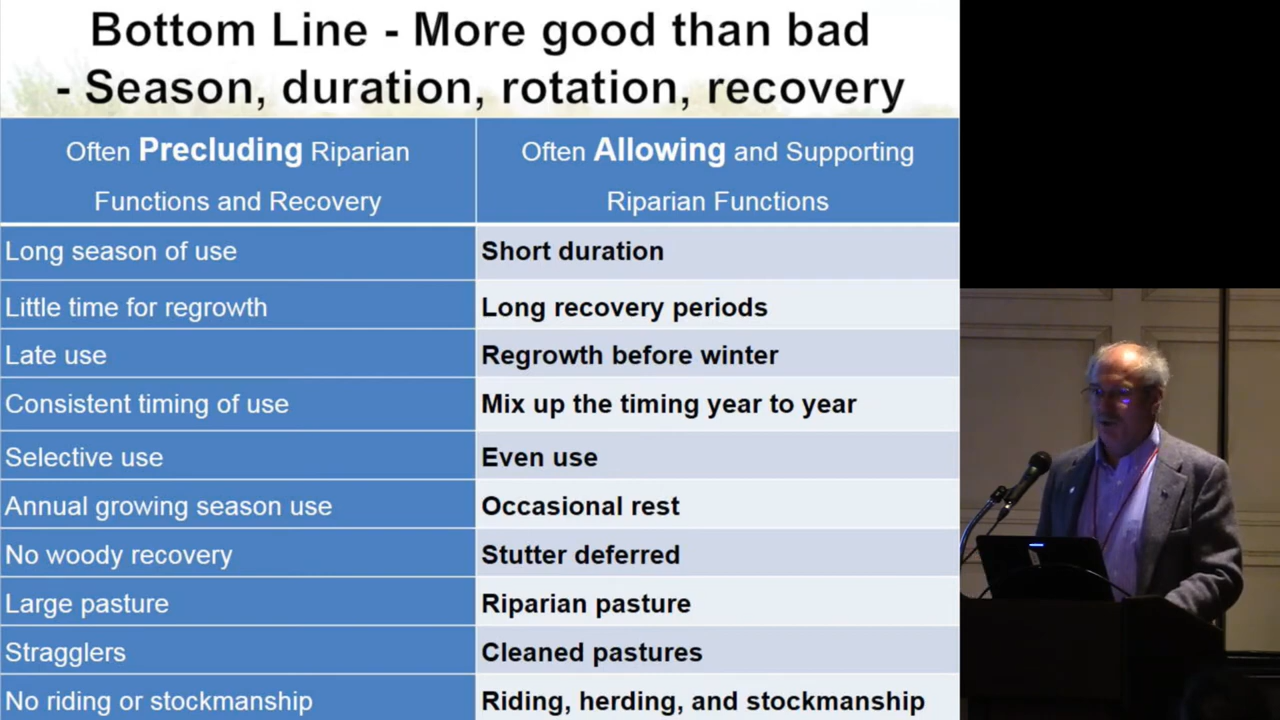 Bottom Line - More good than bad
- Season, duration, rotation, recovery
Often Precluding Riparian
Functions and Recovery
Often Allowing and Supporting
Riparian Functions
Long season of use
Short duration
Little time for regrowth
Long recovery periods
Late use
Regrowth before winter
Consistent timing of use
Mix up the timing year to year
Selective use
Even use
Annual growing season use
Occasional rest
No woody recovery
Stutter deferred
Large pasture
Riparian pasture
Stragglers
Cleaned pastures
No riding or stockmanship
Riding, herding, and stockmanship